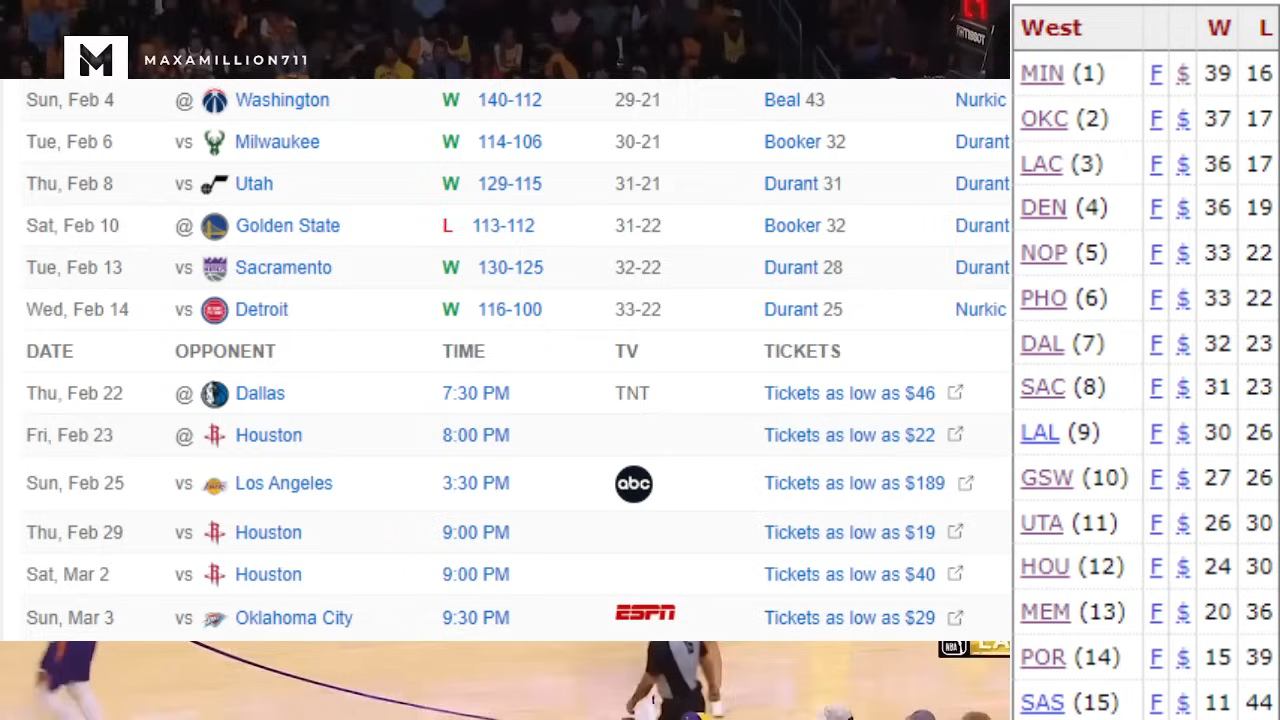 MAXAMILLION711
Sun, Feb 4 @ Washington W 140-112 29-21 Beal 43 Nurkic
Tue, Feb 6 vs Milwaukee W 114-106 30-21 Booker 32 Durant
Thu, Feb 8 vs Utah W 129-115 31-21 Durant 31 Durant
Sat, Feb 10 @ Golden State L 113-112 31-22 Booker 32 Durant
Tue, Feb 13 vs Sacramento W 130-125 32-22 Durant 28 Durant
Wed, Feb 14 vs Detroit W 116-100 33-22 Durant 25 Nurkic
DATE OPPONENT TIME TV TICKETS
Thu, Feb 22 @ Dallas 7:30 PM TNT Tickets as low as $46
Fri, Feb 23 @ Houston 8:00 PM Tickets as low as $22
Sun, Feb 25 vs Los Angeles 3:30 PM abc Tickets as low as $189
Thu, Feb 29 vs Houston 9:00 PM Tickets as low as $19
Sat, Mar 2 vs Houston 9:00 PM Tickets as low as $40
Sun, Mar 3 vs Oklahoma City 9:30 PM ESPN Tickets as low as $29
West W L
MIN (1) F $ 39 16
OKC (2) F $ 37 17
LAC (3) F $ 36 17
DEN (4) F $ 36 19
NOP (5) F $ 33 22
PHO (6) F $ 33 22
DAL (7) F $ 32 23
SAC (8) F $ 31 23
LAL (9) F $ 30 26
GSW (10) F $ 27 26
UTA (11) F $ 26 30
HOU (12) F $ 24 30
MEM (13) F $ 20 36
POR (14) F $ 15 39
SAS (15) F $ 11 44